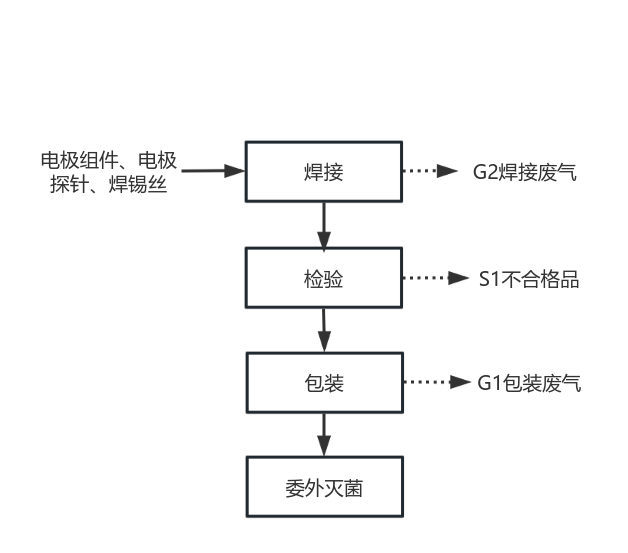 电极组件、电极
探针、焊锡丝
焊接
G2焊接废气
检验
S1不合格品
包装
G1包装废气
委外灭菌